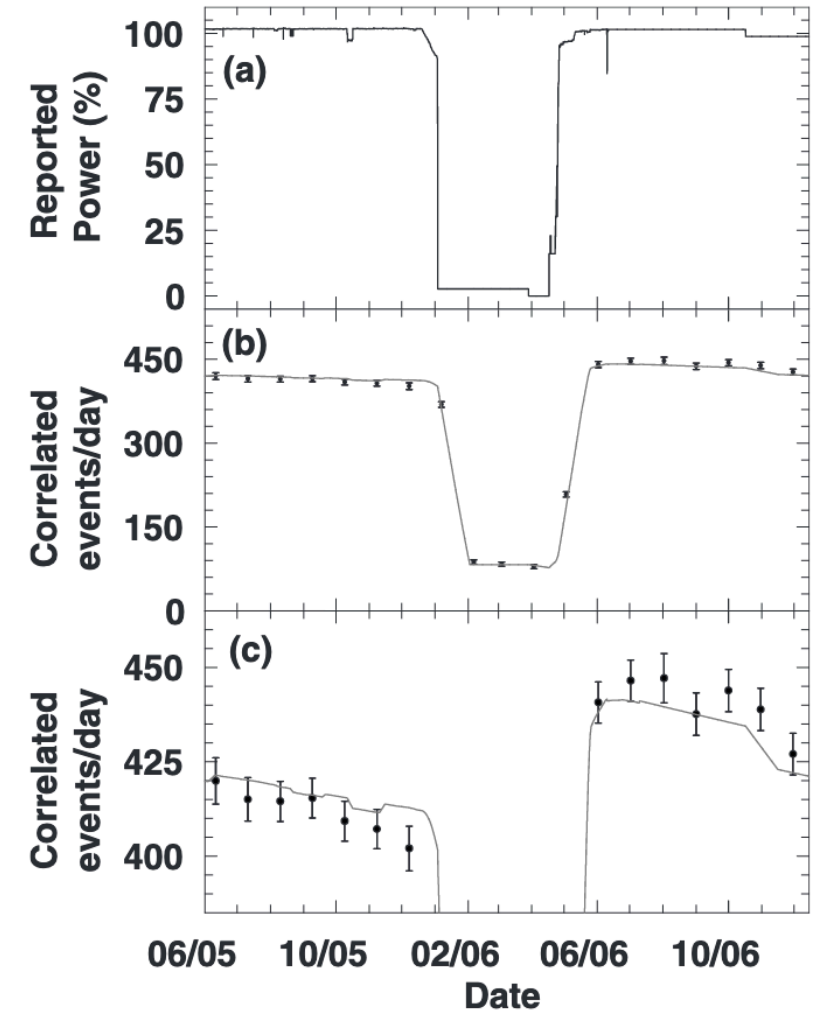 Reported
Power (%)
100
75
50
25
0
(a)
Correlated
events/day
450
300
150
0
(b)
Correlated
events/day
450
425
400
(c)
06/05 10/05 02/06 06/06 10/06
Date